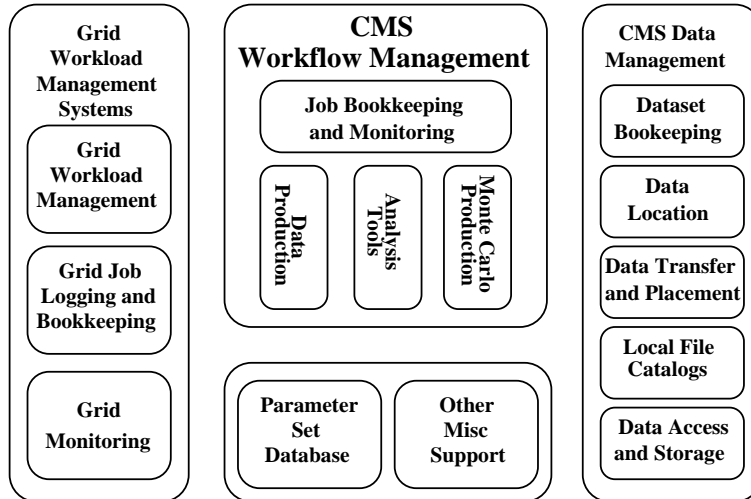 Grid
Workload
Management
Systems
Grid
Workload
Management
Grid Job
Logging and
Bookkeeping
Grid
Monitoring
CMS
Workflow Management
Job Bookkeeping
and Monitoring
Data
Production
Analysis
Tools
Monte Carlo
Production
Parameter
Set
Database
Other
Misc
Support
CMS Data
Management
Dataset
Bookeeping
Data
Location
Data Transfer
and Placement
Local File
Catalogs
Data Access
and Storage